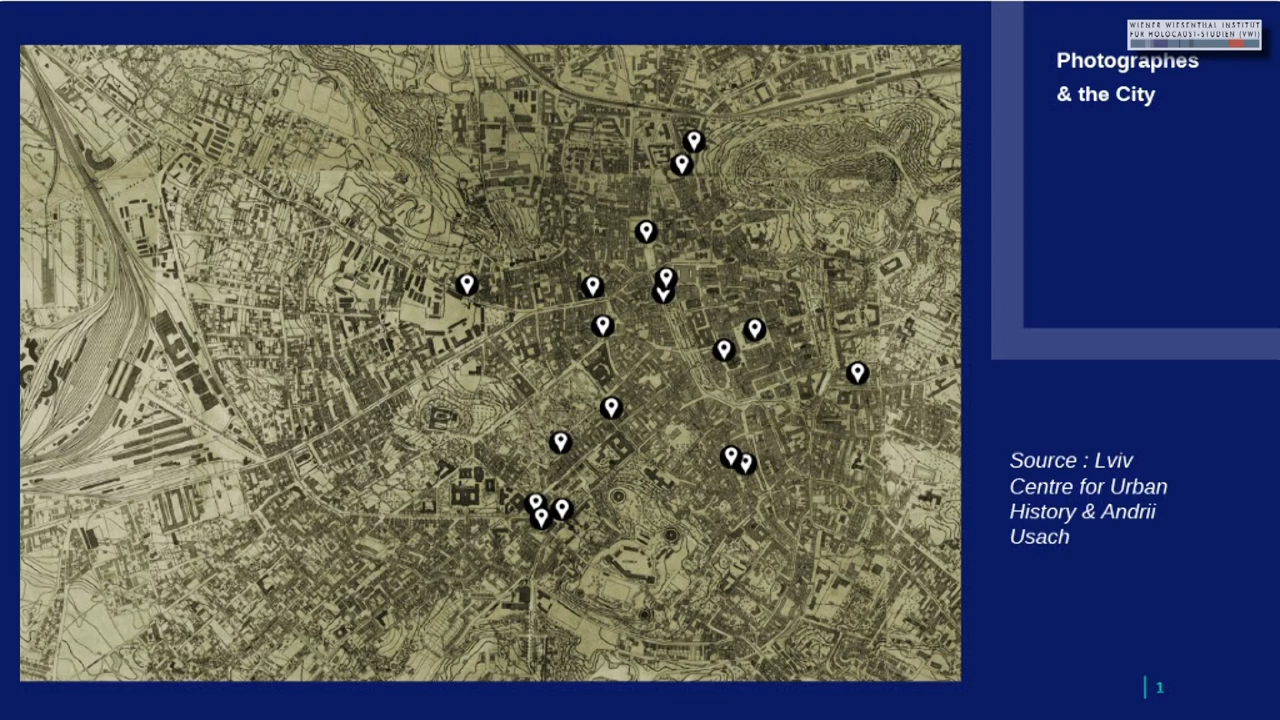 WIENER WIESENTHAL INSTITUT
FÜR HOLOCAUST-STUDIEN (VWI)
Photographes
& the City
Source : Lviv
Centre for Urban
History & Andrii
Usach
1